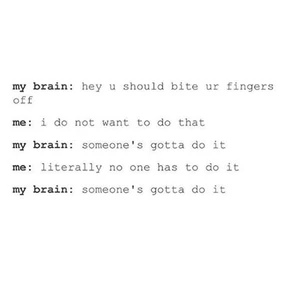 my brain: hey u should bite ur fingers
off
me: i do not want to do that
my brain: someone's gotta do it
me: literally no one has to do it
my brain: someone's gotta do it